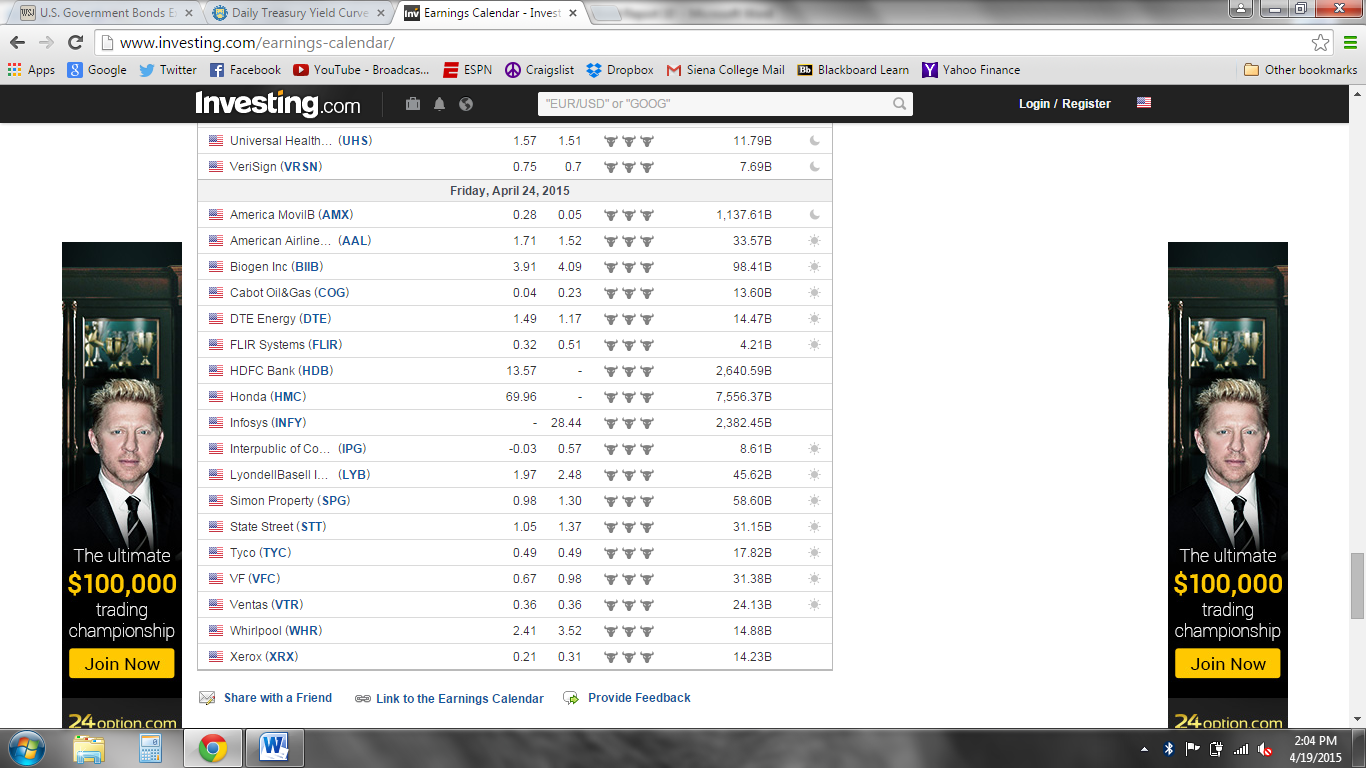 U.S. Government Bonds E
Daily Treasury Yield Curve
Inv Earnings Calendar - Invest
www.investing.com/earnings-calendar/
Apps Google Twitter Facebook YouTube - Broadcas... ESPN Craigslist Dropbox Siena College Mail Bb Blackboard Learn Yahoo Finance Other bookmarks
Investing.com "EUR/USD" or "GOOG" Login / Register
Universal Health... (UHS) 1.57 1.51 11.79B
VeriSign (VRSN) 0.75 0.7 7.69B
Friday, April 24, 2015
America MovilB (AMX) 0.28 0.05 1,137.61B
American Airline... (AAL) 1.71 1.52 33.57B
Biogen Inc (BIIB) 3.91 4.09 98.41B
Cabot Oil&Gas (COG) 0.04 0.23 13.60B
DTE Energy (DTE) 1.49 1.17 14.47B
FLIR Systems (FLIR) 0.32 0.51 4.21B
HDFC Bank (HDB) 13.57 - 2,640.59B
Honda (HMC) 69.96 - 7,556.37B
Infosys (INFY) - 28.44 2,382.45B
Interpublic of Co... (IPG) -0.03 0.57 8.61B
LyondellBasell I... (LYB) 1.97 2.48 45.62B
Simon Property (SPG) 0.98 1.30 58.60B
State Street (STT) 1.05 1.37 31.15B
Tyco (TYC) 0.49 0.49 17.82B
VF (VFC) 0.67 0.98 31.38B
Ventas (VTR) 0.36 0.36 24.13B
Whirlpool (WHR) 2.41 3.52 14.88B
Xerox (XRX) 0.21 0.31 14.23B
Share with a Friend Link to the Earnings Calendar Provide Feedback
The ultimate
$100,000
trading
championship
Join Now
24option.com
The ultimate
$100,000
trading
championship
Join Now
24option.com
2:04 PM
4/19/2015